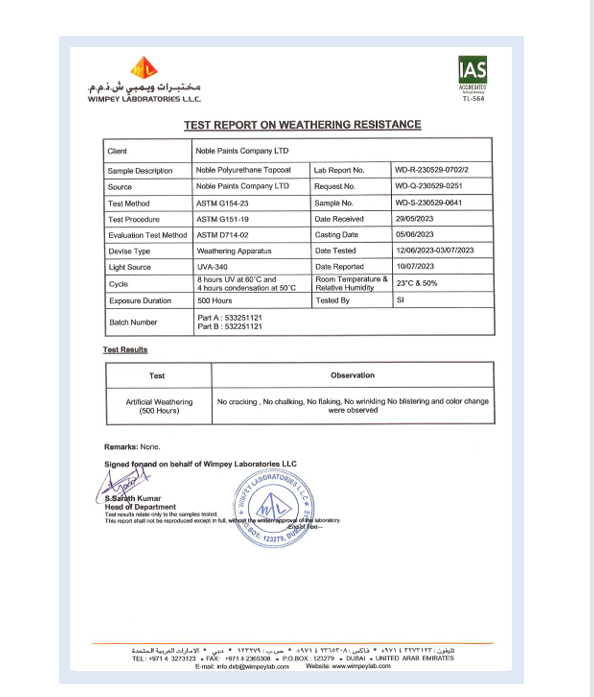 WL
IAS
ACCREDITED
TL-564
مختبرات ويمبي ش.ذ.م.م.
WIMPEY LABORATORIES L.L.C.
TEST REPORT ON WEATHERING RESISTANCE
Client Noble Paints Company LTD
Sample Description Noble Polyurethane Topcoat Lab Report No. WD-R-230529-0702/2
Source Noble Paints Company LTD Request No. WD-Q-230529-0251
Test Method ASTM G154-23 Sample No. WD-S-230529-0641
Test Procedure ASTM G151-19 Date Received 29/05/2023
Evaluation Test Method ASTM D714-02 Casting Date 05/06/2023
Devise Type Weathering Apparatus Date Tested 12/06/2023-03/07/2023
Light Source UVA-340 Date Reported 10/07/2023
Cycle 8 hours UV at 60°C and Room Temperature & 23°C & 50%
4 hours condensation at 50°C Relative Humidity
Exposure Duration 500 Hours Tested By SI
Batch Number Part A : 533251121
Part B : 532251121
Test Results
Test Observation
Artificial Weathering No cracking , No chalking, No flaking, No wrinkling No blistering and color change
(500 Hours) were observed
Remarks: None.
Signed for and on behalf of Wimpey Laboratories LLC
S.Sarath Kumar
Head of Department
Test results relate only to the samples tested.
This report shall not be reproduced except in full, without the written approval of the laboratory.
---End of Text---
WIMPEY LABORATORIES L.L.C.
WL
P.O.BOX: 123279, DUBAI
تليفون : ٣٢٧٣١٢٣ ٤ ٩٧١+ * فاكس : ٢٣٦٥٣٠٨ ٤ ٩٧١+ * ص.ب : ١٢٣٢٧٩ * دبي * الامارات العربية المتحدة
TEL: +971 4 3273123 • FAX: +971 4 2365308 • P.O.BOX : 123279 • DUBAI • UNITED ARAB EMIRATES
E-mail: info.dxb@wimpeylab.com Website: www.wimpeylab.com